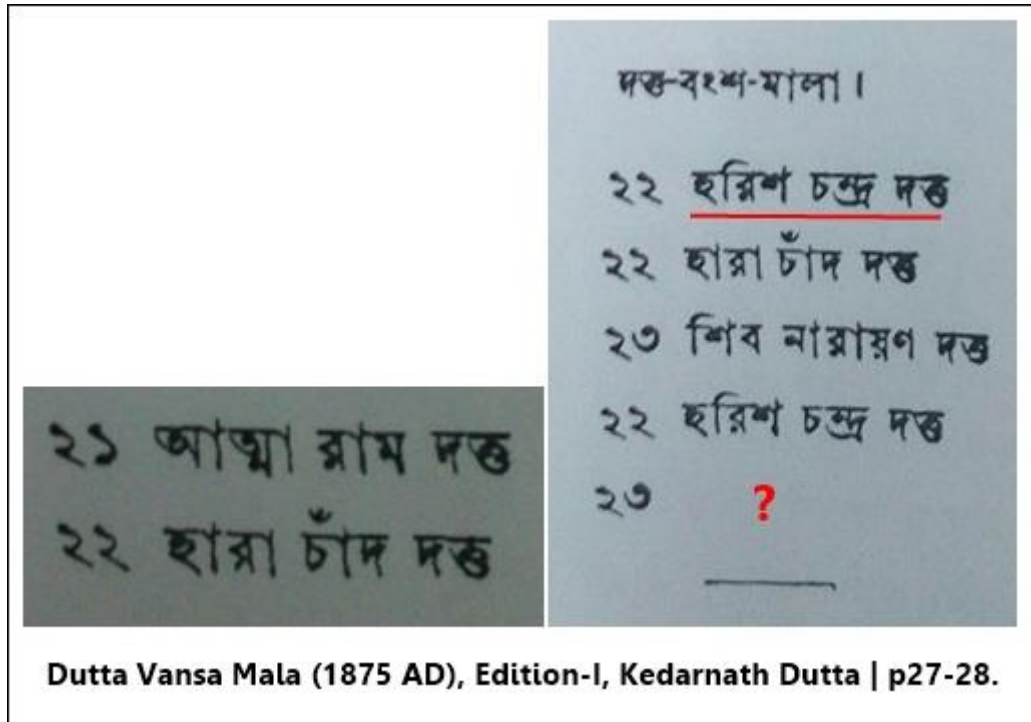 ২১ আত্মা রাম দত্ত
২২ হারা চাঁদ দত্ত
দত্ত-বংশ-মালা।
২২ হরিশ চন্দ্র দত্ত
২২ হারা চাঁদ দত্ত
২৩ শিব নারায়ণ দত্ত
২২ হরিশ চন্দ্র দত্ত
২৩ ?
Dutta Vansa Mala (1875 AD), Edition-I, Kedarnath Dutta | p27-28.